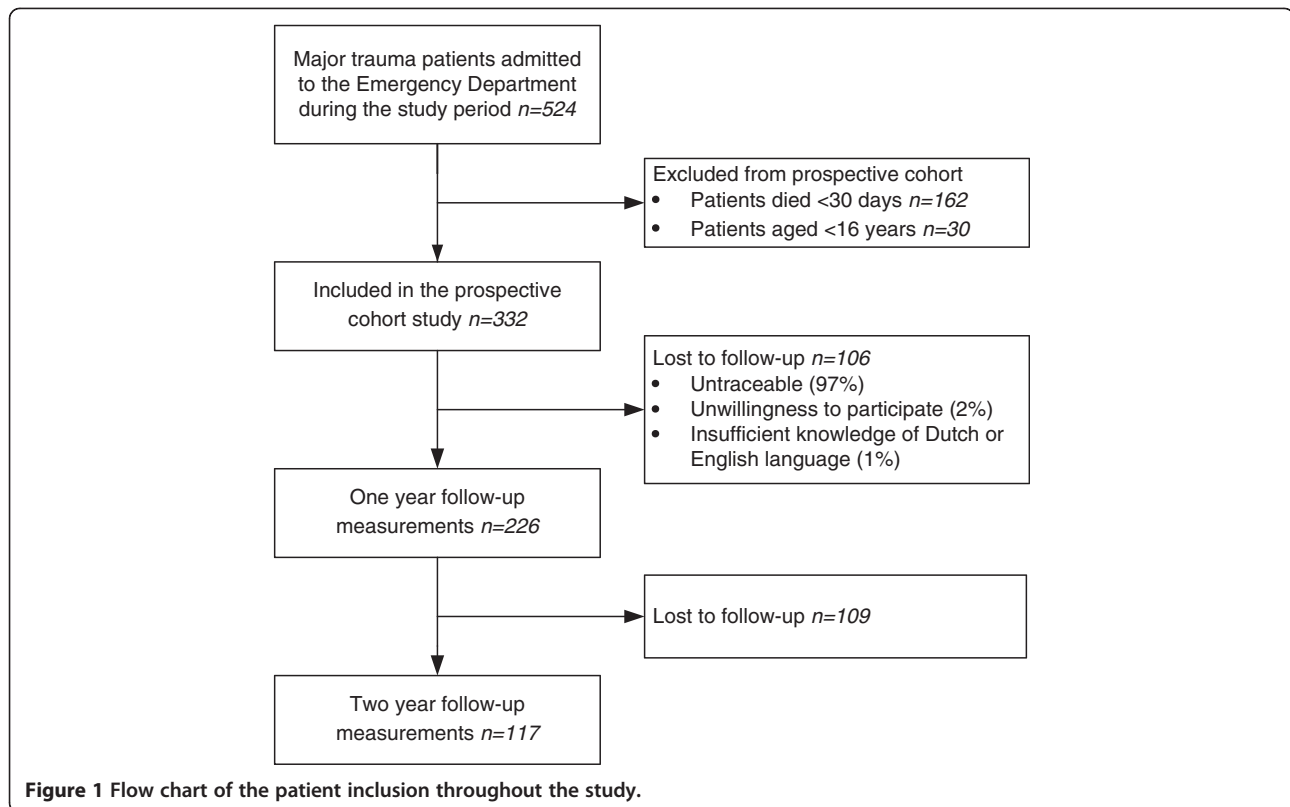 Major trauma patients admitted
to the Emergency Department
during the study period n=524
Excluded from prospective cohort
• Patients died <30 days n=162
• Patients aged <16 years n=30
Included in the prospective
cohort study n=332
Lost to follow-up n=106
• Untraceable (97%)
• Unwillingness to participate (2%)
• Insufficient knowledge of Dutch or
English language (1%)
One year follow-up
measurements n=226
Lost to follow-up n=109
Two year follow-up
measurements n=117
Figure 1 Flow chart of the patient inclusion throughout the study.